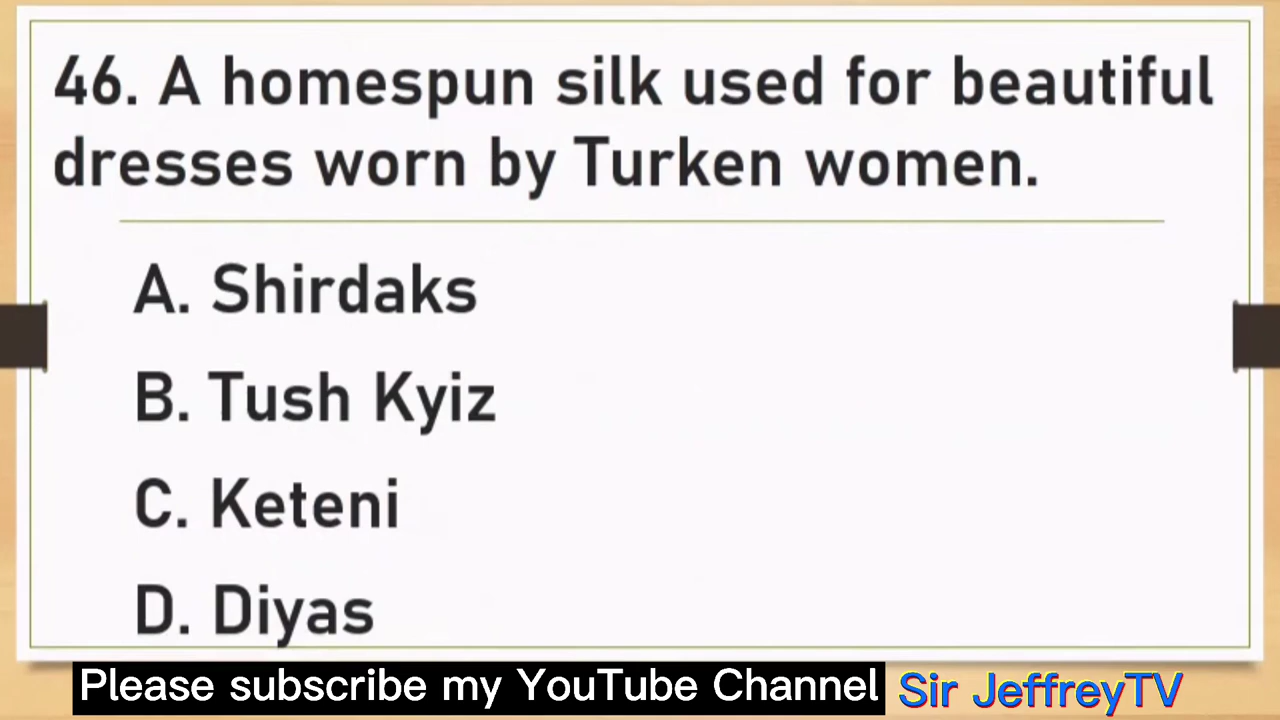 46. A homespun silk used for beautiful
dresses worn by Turken women.
A. Shirdaks
B. Tush Kyiz
C. Keteni
D. Diyas
Please subscribe my YouTube Channel Sir JeffreyTV